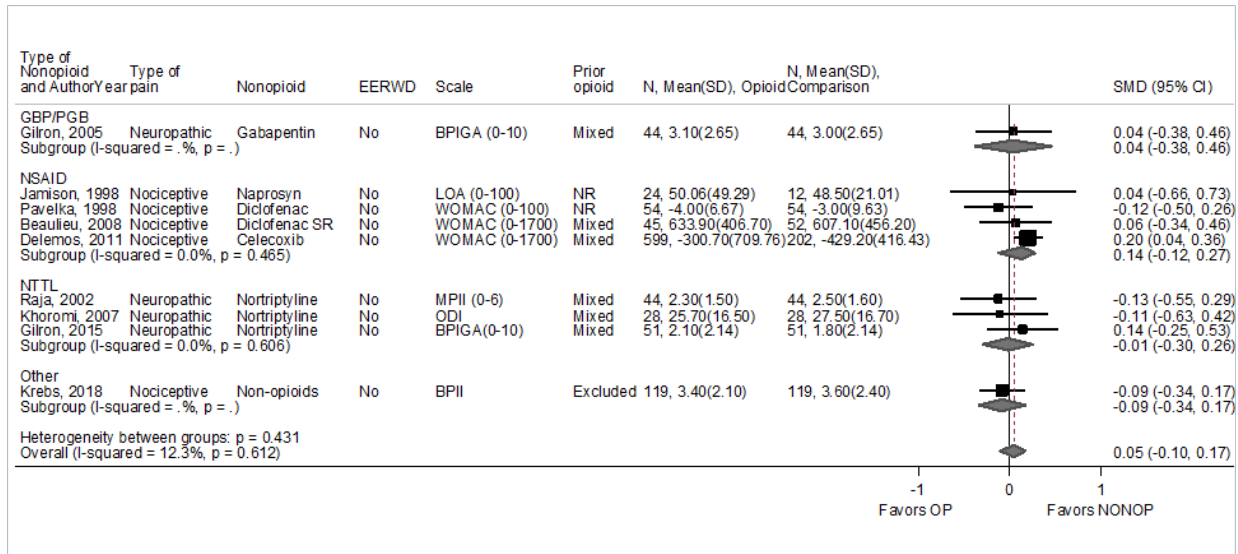 Type of
Nonopioid Type of Prior N, Mean(SD),
and AuthorYear pain Nonopioid EERWD Scale opioid N, Mean(SD), Opioid Comparison SMD (95% CI)
GBP/PGB
Gilron, 2005 Neuropathic Gabapentin No BPIGA (0-10) Mixed 44, 3.10(2.65) 44, 3.00(2.65) 0.04 (-0.38, 0.46)
Subgroup (I-squared = .%, p = .) 0.04 (-0.38, 0.46)
NSAID
Jamison, 1998 Nociceptive Naprosyn No LOA (0-100) NR 24, 50.06(49.29) 12, 48.50(21.01) 0.04 (-0.66, 0.73)
Pavelka, 1998 Nociceptive Diclofenac No WOMAC (0-100) NR 54, -4.00(6.67) 54, -3.00(9.63) -0.12 (-0.50, 0.26)
Beaulieu, 2008 Nociceptive Diclofenac SR No WOMAC (0-1700) Mixed 45, 633.90(406.70) 52, 607.10(456.20) 0.06 (-0.34, 0.46)
Delemos, 2011 Nociceptive Celecoxib No WOMAC (0-1700) Mixed 599, -300.70(709.76) 202, -429.20(416.43) 0.20 (0.04, 0.36)
Subgroup (I-squared = 0.0%, p = 0.465) 0.14 (-0.12, 0.27)
NTTL
Raja, 2002 Neuropathic Nortriptyline No MPII (0-6) Mixed 44, 2.30(1.50) 44, 2.50(1.60) -0.13 (-0.55, 0.29)
Khoromi, 2007 Neuropathic Nortriptyline No ODI Mixed 28, 25.70(16.50) 28, 27.50(16.70) -0.11 (-0.63, 0.42)
Gilron, 2015 Neuropathic Nortriptyline No BPIGA(0-10) Mixed 51, 2.10(2.14) 51, 1.80(2.14) 0.14 (-0.25, 0.53)
Subgroup (I-squared = 0.0%, p = 0.606) -0.01 (-0.30, 0.26)
Other
Krebs, 2018 Nociceptive Non-opioids No BPII Excluded 119, 3.40(2.10) 119, 3.60(2.40) -0.09 (-0.34, 0.17)
Subgroup (I-squared = .%, p = .) -0.09 (-0.34, 0.17)
Heterogeneity between groups: p = 0.431
Overall (I-squared = 12.3%, p = 0.612) 0.05 (-0.10, 0.17)
-1 0 1
Favors OP Favors NONOP